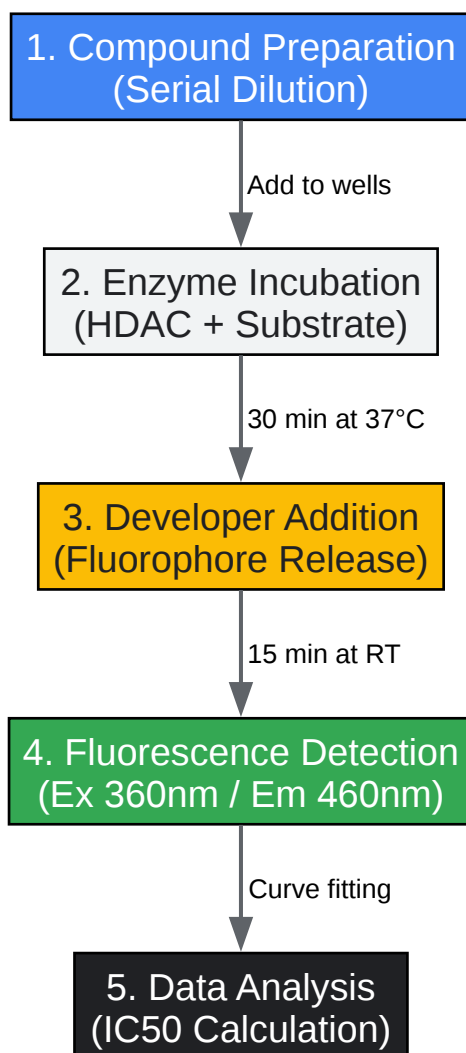 1. Compound Preparation
(Serial Dilution)
Add to wells
2. Enzyme Incubation
(HDAC + Substrate)
30 min at 37°C
3. Developer Addition
(Fluorophore Release)
15 min at RT
4. Fluorescence Detection
(Ex 360nm / Em 460nm)
Curve fitting
5. Data Analysis
(IC50 Calculation)